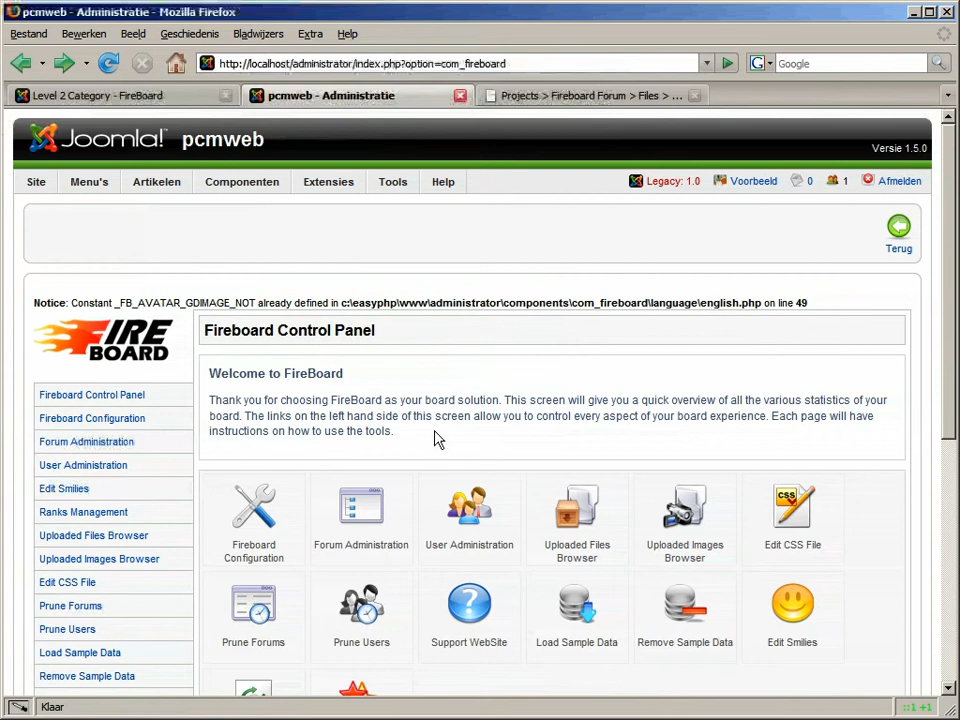 pcmweb - Administratie - Mozilla Firefox
Bestand Bewerken Beeld Geschiedenis Bladwijzers Extra Help
http://localhost/administrator/index.php?option=com_fireboard
G Google
Level 2 Category - FireBoard
pcmweb - Administratie
Projects > Fireboard Forum > Files > ...
Joomla! pcmweb
Versie 1.5.0
Site Menu's Artikelen Componenten Extensies Tools Help
Legacy: 1.0 Voorbeeld 0 1 Afmelden
Terug
Notice: Constant _FB_AVATAR_GDIMAGE_NOT already defined in c:\easyphp\www\administrator\components\com_fireboard\language\english.php on line 49
FIRE
BOARD
Fireboard Control Panel
Fireboard Configuration
Forum Administration
User Administration
Edit Smilies
Ranks Management
Uploaded Files Browser
Uploaded Images Browser
Edit CSS File
Prune Forums
Prune Users
Load Sample Data
Remove Sample Data
Fireboard Control Panel
Welcome to FireBoard
Thank you for choosing FireBoard as your board solution. This screen will give you a quick overview of all the various statistics of your
board. The links on the left hand side of this screen allow you to control every aspect of your board experience. Each page will have
instructions on how to use the tools.
Fireboard
Configuration
Forum Administration
User Administration
Uploaded Files
Browser
Uploaded Images
Browser
CSS
Edit CSS File
Prune Forums
Prune Users
Support WebSite
Load Sample Data
Remove Sample Data
Edit Smilies
Klaar
::1 +1